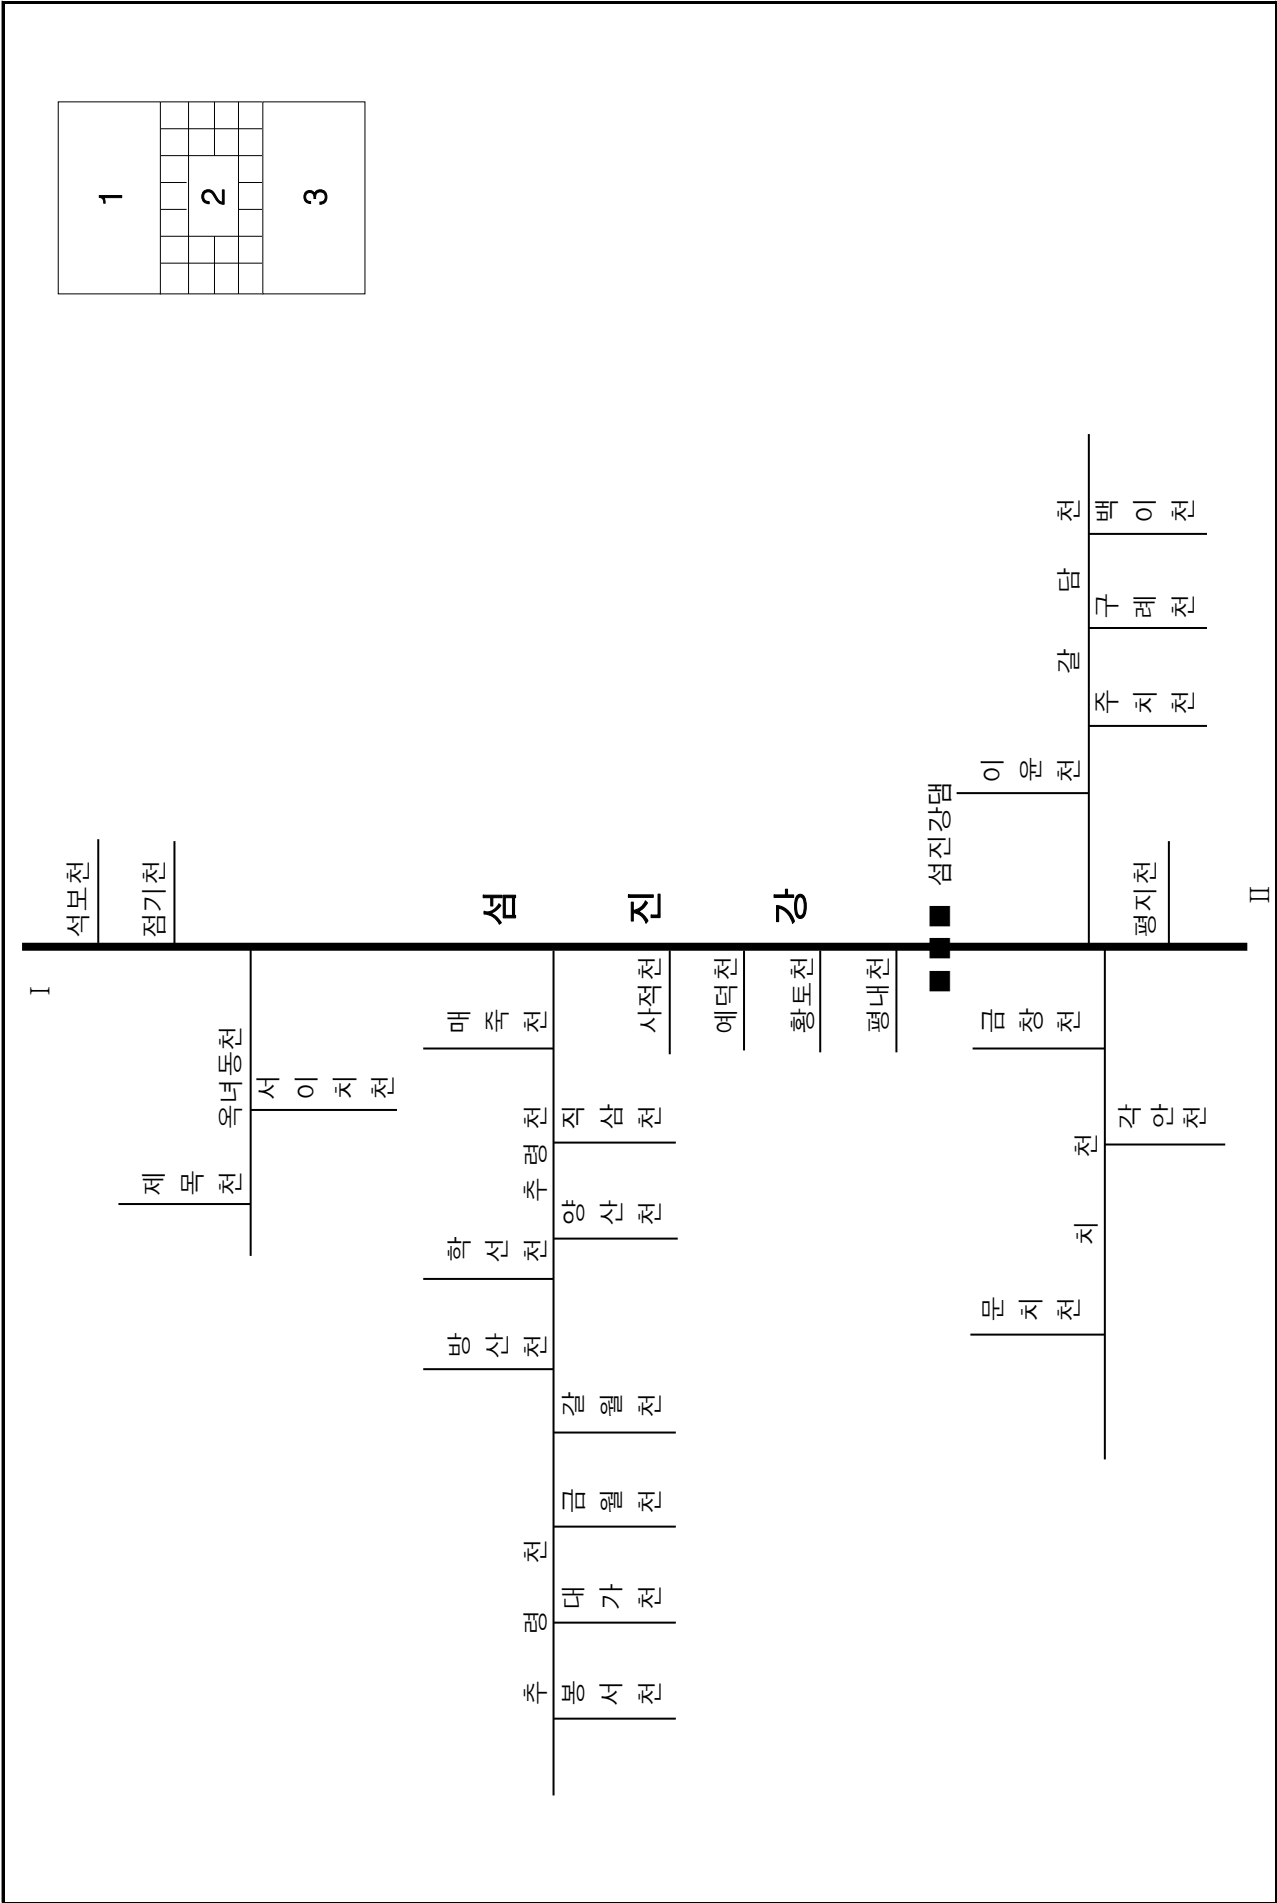 1
2
3
Ⅰ
석보천
점기천
옥녀동천
서이치천
제목천
섬진강
매죽천
추령천
직삼천
양산천
학선천
방산천
갈월천
금월천
추령천
대가천
봉서천
사적천
예덕천
황토천
평내천
섬진강댐
이윤천
갈담천
백이천
구례천
주치천
금창천
치천
각안천
문치천
평지천
Ⅱ